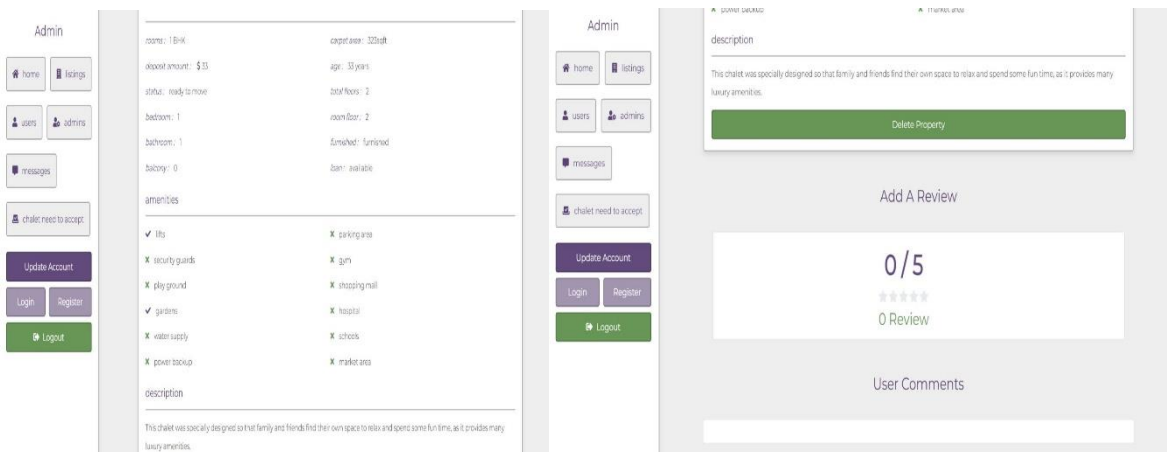 Admin
home
listings
users
admins
messages
chalet need to accept
Update Account
Login
Register
Logout
rooms : 1 BHK
carpet area : 323sqft
deposit amount : $ 35
age : 33 years
status : ready to move
total floors : 2
bedroom : 1
room floor : 2
bathroom : 1
furnished : furnished
balcony : 0
loan : available
amenities
lifts
parking area
security guards
gym
play ground
shopping mall
gardens
hospital
water supply
schools
power backup
market area
description
This chalet was specially designed so that family and friends find their own space to relax and spend some fun time, as it provides many
luxury amenities.
Admin
home
listings
users
admins
messages
chalet need to accept
Update Account
Login
Register
Logout
power backup
market area
description
This chalet was specially designed so that family and friends find their own space to relax and spend some fun time, as it provides many
luxury amenities.
Delete Property
Add A Review
0/5
0 Review
User Comments